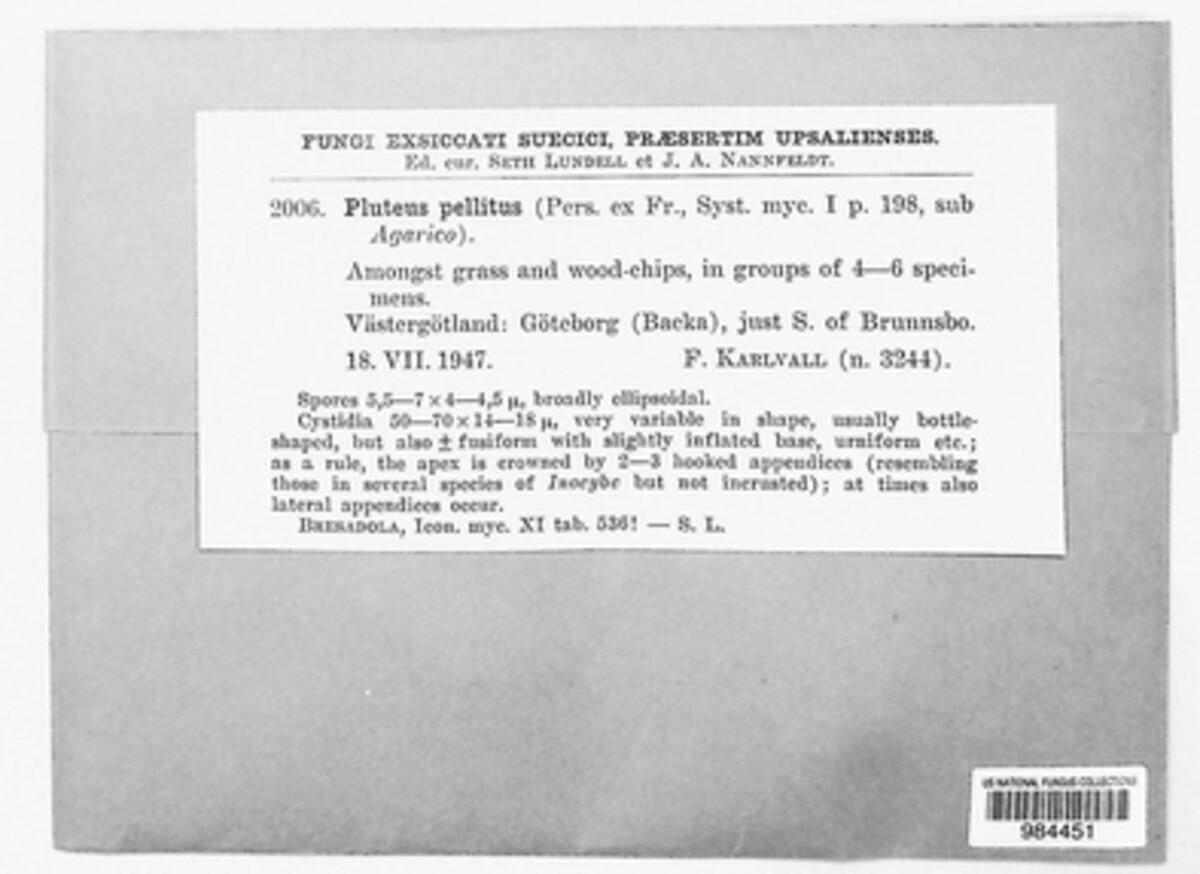 FUNGI EXSICCATI SUECICI, PRÆSERTIM UPSALIENSES.
Ed. cur. SETH LUNDELL et J. A. NANNFELDT.
2006. Pluteus pellitus (Pers. ex Fr., Syst. myc. I p. 198, sub
Agarico).
Amongst grass and wood-chips, in groups of 4—6 speci-
mens.
Västergötland: Göteborg (Backa), just S. of Brunnsbo.
18. VII. 1947. F. KARLVALL (n. 3244).
Spores 5,5—7 × 4—4,5 μ, broadly ellipsoidal.
Cystidia 50—70 × 14—18 μ, very variable in shape, usually bottle-
shaped, but also ± fusiform with slightly inflated base, urniform etc.;
as a rule, the apex is crowned by 2—3 hooked appendices (resembling
those in several species of Inocybe but not incrusted); at times also
lateral appendices occur.
BRESADOLA, Icon. myc. XI tab. 536! — S. L.
US NATIONAL FUNGUS COLLECTIONS
984451